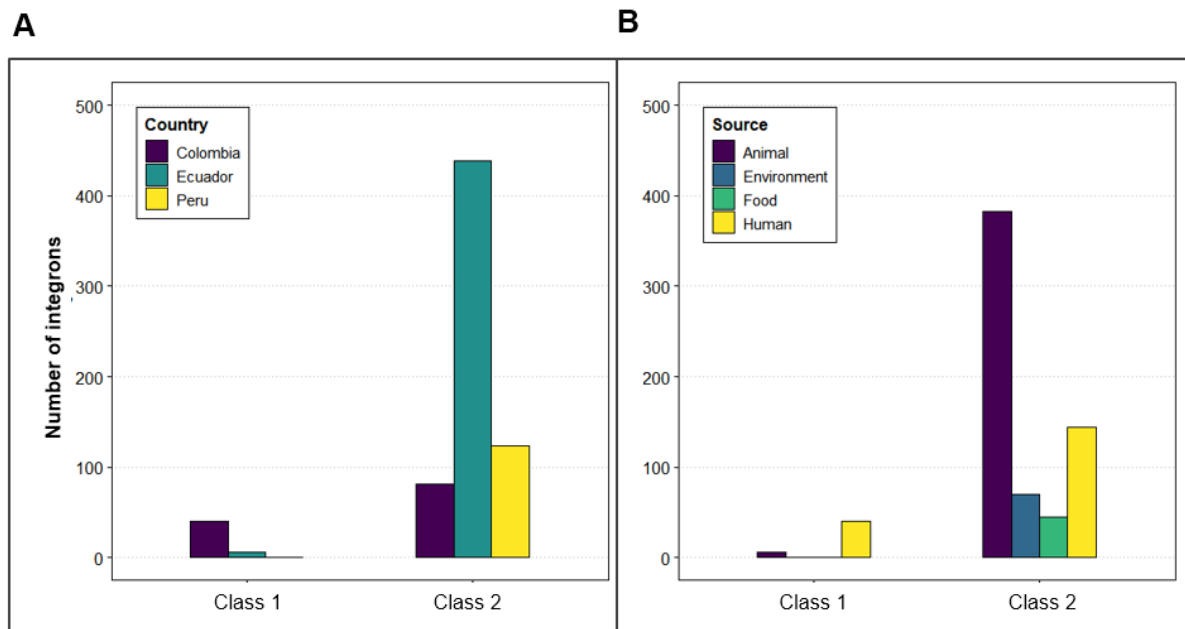 A
B
Number of integrons
500
400
300
200
100
0
Country
Colombia
Ecuador
Peru
Class 1
Class 2
500
400
300
200
100
0
Source
Animal
Environment
Food
Human
Class 1
Class 2